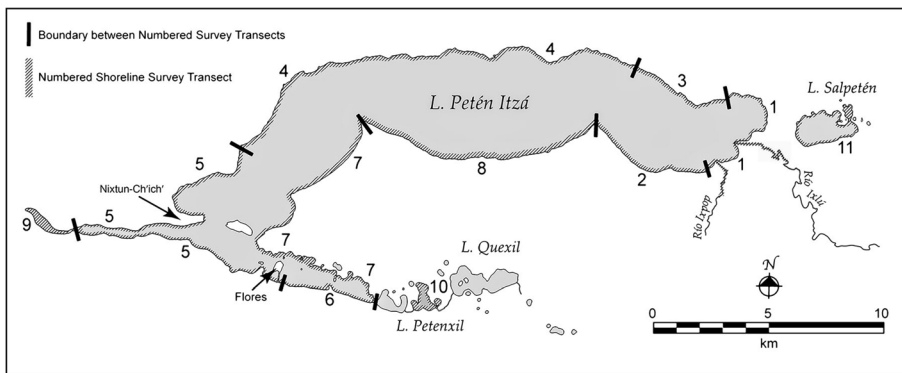 Boundary between Numbered Survey Transects
Numbered Shoreline Survey Transect
4
4
3
L. Petén Itzá
L. Salpetén
1
11
5
7
8
2
1
Nixtun-Ch'ich'
Río Ixpop
Río Ixlú
9
5
5
7
7
L. Quexil
10
Flores
6
L. Petenxil
N
0
5
10
km